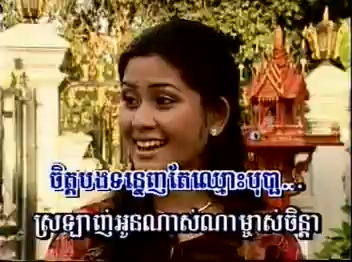 ចិត្តបងទន្ទេញតែឈ្មោះបុប្ផា...
ស្រឡាញ់អូនណាស់ណាម្ចាស់ចិន្តា